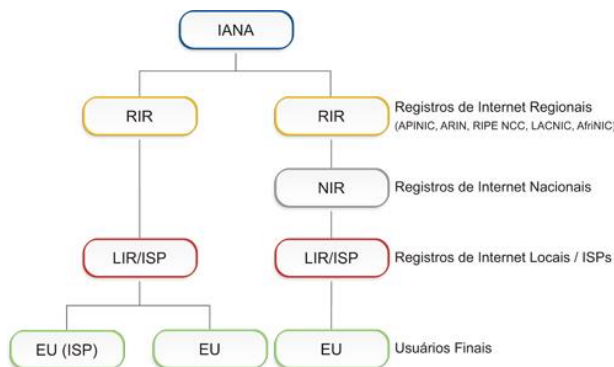 IANA
RIR
RIR
Registros de Internet Regionais
(APINIC, ARIN, RIPE NCC, LACNIC, AfriNIC)
NIR
Registros de Internet Nacionais
LIR/ISP
LIR/ISP
Registros de Internet Locais / ISPs
EU (ISP)
EU
EU
Usuários Finais